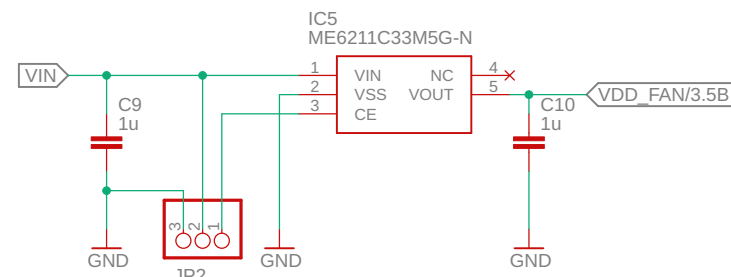 IC5
ME6211C33M5G-N
VIN
1
VIN
NC
4
2
VSS
VOUT
5
3
CE
C9
1u
C10
1u
VDD_FAN/3.5B
3
2
1
GND
GND
GND
JP2